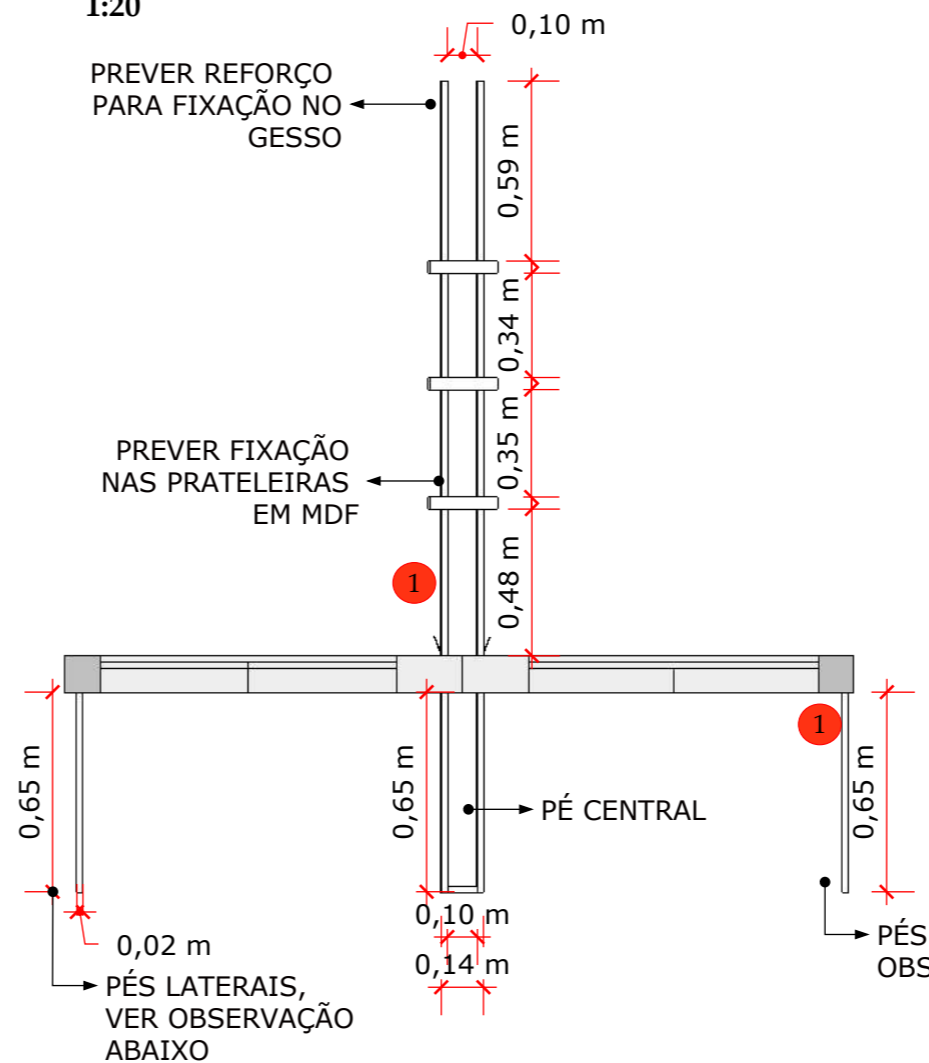 1:20
0,10 m
PREVER REFORÇO
PARA FIXAÇÃO NO
GESSO
0,59 m
0,34 m
0,35 m
PREVER FIXAÇÃO
NAS PRATELEIRAS
EM MDF
0,48 m
1
1
0,65 m
0,65 m
0,65 m
PÉ CENTRAL
0,10 m
0,02 m
0,14 m
PÉS LATERAIS,
VER OBSERVAÇÃO
ABAIXO
PÉS
OBS